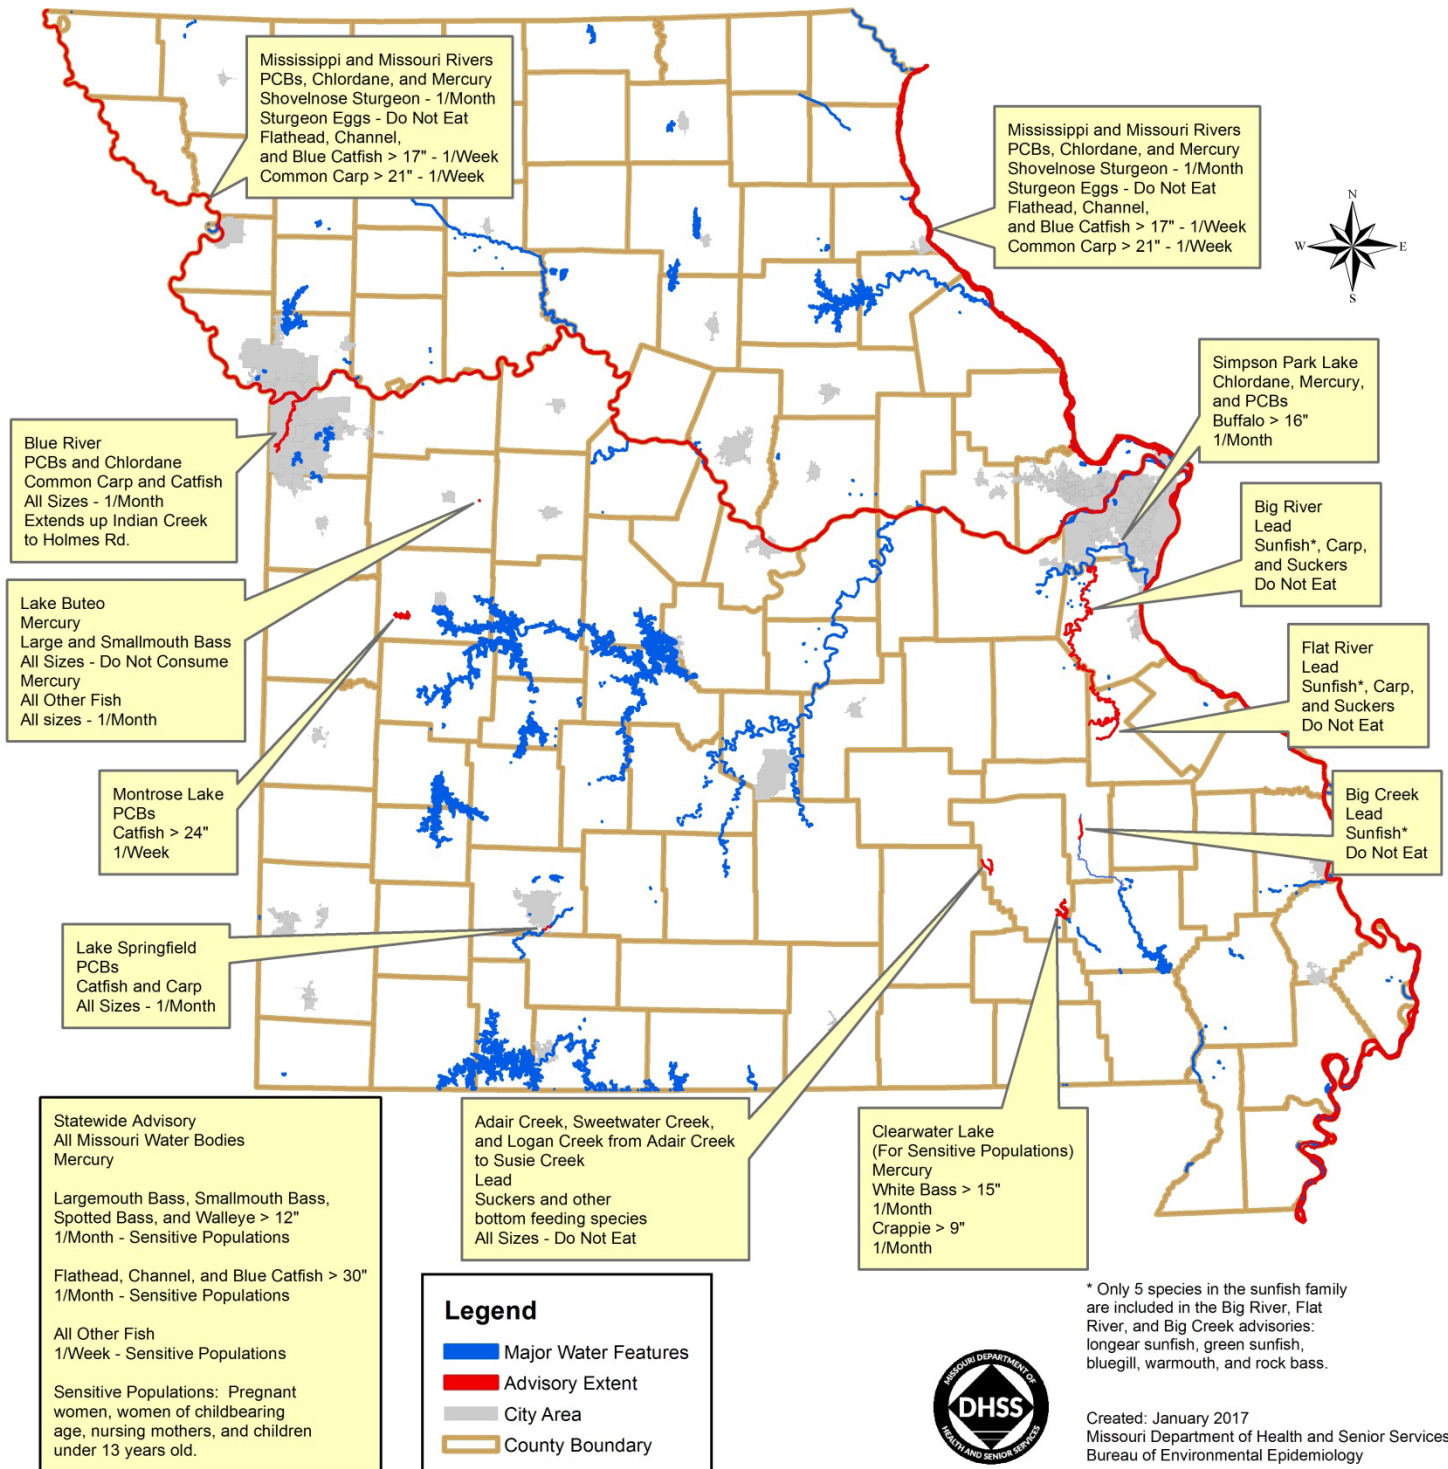 Mississippi and Missouri Rivers
PCBs, Chlordane, and Mercury
Shovelnose Sturgeon - 1/Month
Sturgeon Eggs - Do Not Eat
Flathead, Channel,
and Blue Catfish > 17" - 1/Week
Common Carp > 21" - 1/Week
Mississippi and Missouri Rivers
PCBs, Chlordane, and Mercury
Shovelnose Sturgeon - 1/Month
Sturgeon Eggs - Do Not Eat
Flathead, Channel,
and Blue Catfish > 17" - 1/Week
Common Carp > 21" - 1/Week
N
W
E
S
Simpson Park Lake
Chlordane, Mercury,
and PCBs
Buffalo > 16"
1/Month
Blue River
PCBs and Chlordane
Common Carp and Catfish
All Sizes - 1/Month
Extends up Indian Creek
to Holmes Rd.
Big River
Lead
Sunfish*, Carp,
and Suckers
Do Not Eat
Lake Buteo
Mercury
Large and Smallmouth Bass
All Sizes - Do Not Consume
Mercury
All Other Fish
All sizes - 1/Month
Flat River
Lead
Sunfish*, Carp,
and Suckers
Do Not Eat
Montrose Lake
PCBs
Catfish > 24"
1/Week
Big Creek
Lead
Sunfish*
Do Not Eat
Lake Springfield
PCBs
Catfish and Carp
All Sizes - 1/Month
Statewide Advisory
All Missouri Water Bodies
Mercury
Largemouth Bass, Smallmouth Bass,
Spotted Bass, and Walleye > 12"
1/Month - Sensitive Populations
Flathead, Channel, and Blue Catfish > 30"
1/Month - Sensitive Populations
All Other Fish
1/Week - Sensitive Populations
Sensitive Populations: Pregnant
women, women of childbearing
age, nursing mothers, and children
under 13 years old.
Adair Creek, Sweetwater Creek,
and Logan Creek from Adair Creek
to Susie Creek
Lead
Suckers and other
bottom feeding species
All Sizes - Do Not Eat
Clearwater Lake
(For Sensitive Populations)
Mercury
White Bass > 15"
1/Month
Crappie > 9"
1/Month
Legend
Major Water Features
Advisory Extent
City Area
County Boundary
MISSOURI DEPARTMENT OF
DHSS
HEALTH AND SENIOR SERVICES
* Only 5 species in the sunfish family
are included in the Big River, Flat
River, and Big Creek advisories:
longear sunfish, green sunfish,
bluegill, warmouth, and rock bass.
Created: January 2017
Missouri Department of Health and Senior Services
Bureau of Environmental Epidemiology